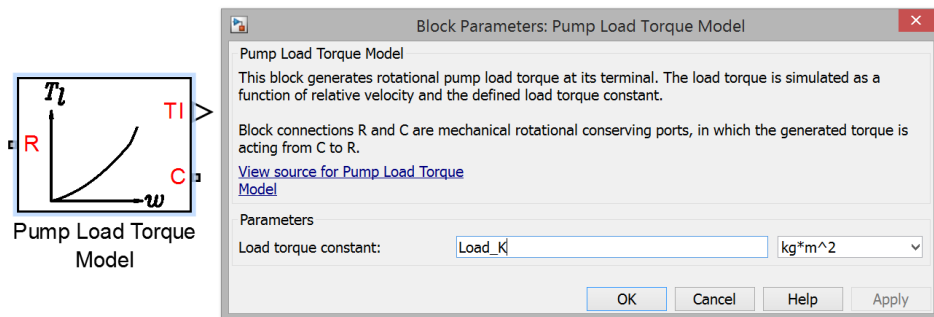 Tl
Tl
R
C
w
Pump Load Torque
Model
Block Parameters: Pump Load Torque Model
Pump Load Torque Model
This block generates rotational pump load torque at its terminal. The load torque is simulated as a
function of relative velocity and the defined load torque constant.
Block connections R and C are mechanical rotational conserving ports, in which the generated torque is
acting from C to R.
View source for Pump Load Torque
Model
Parameters
Load torque constant:
Load_K
kg*m^2
OK
Cancel
Help
Apply